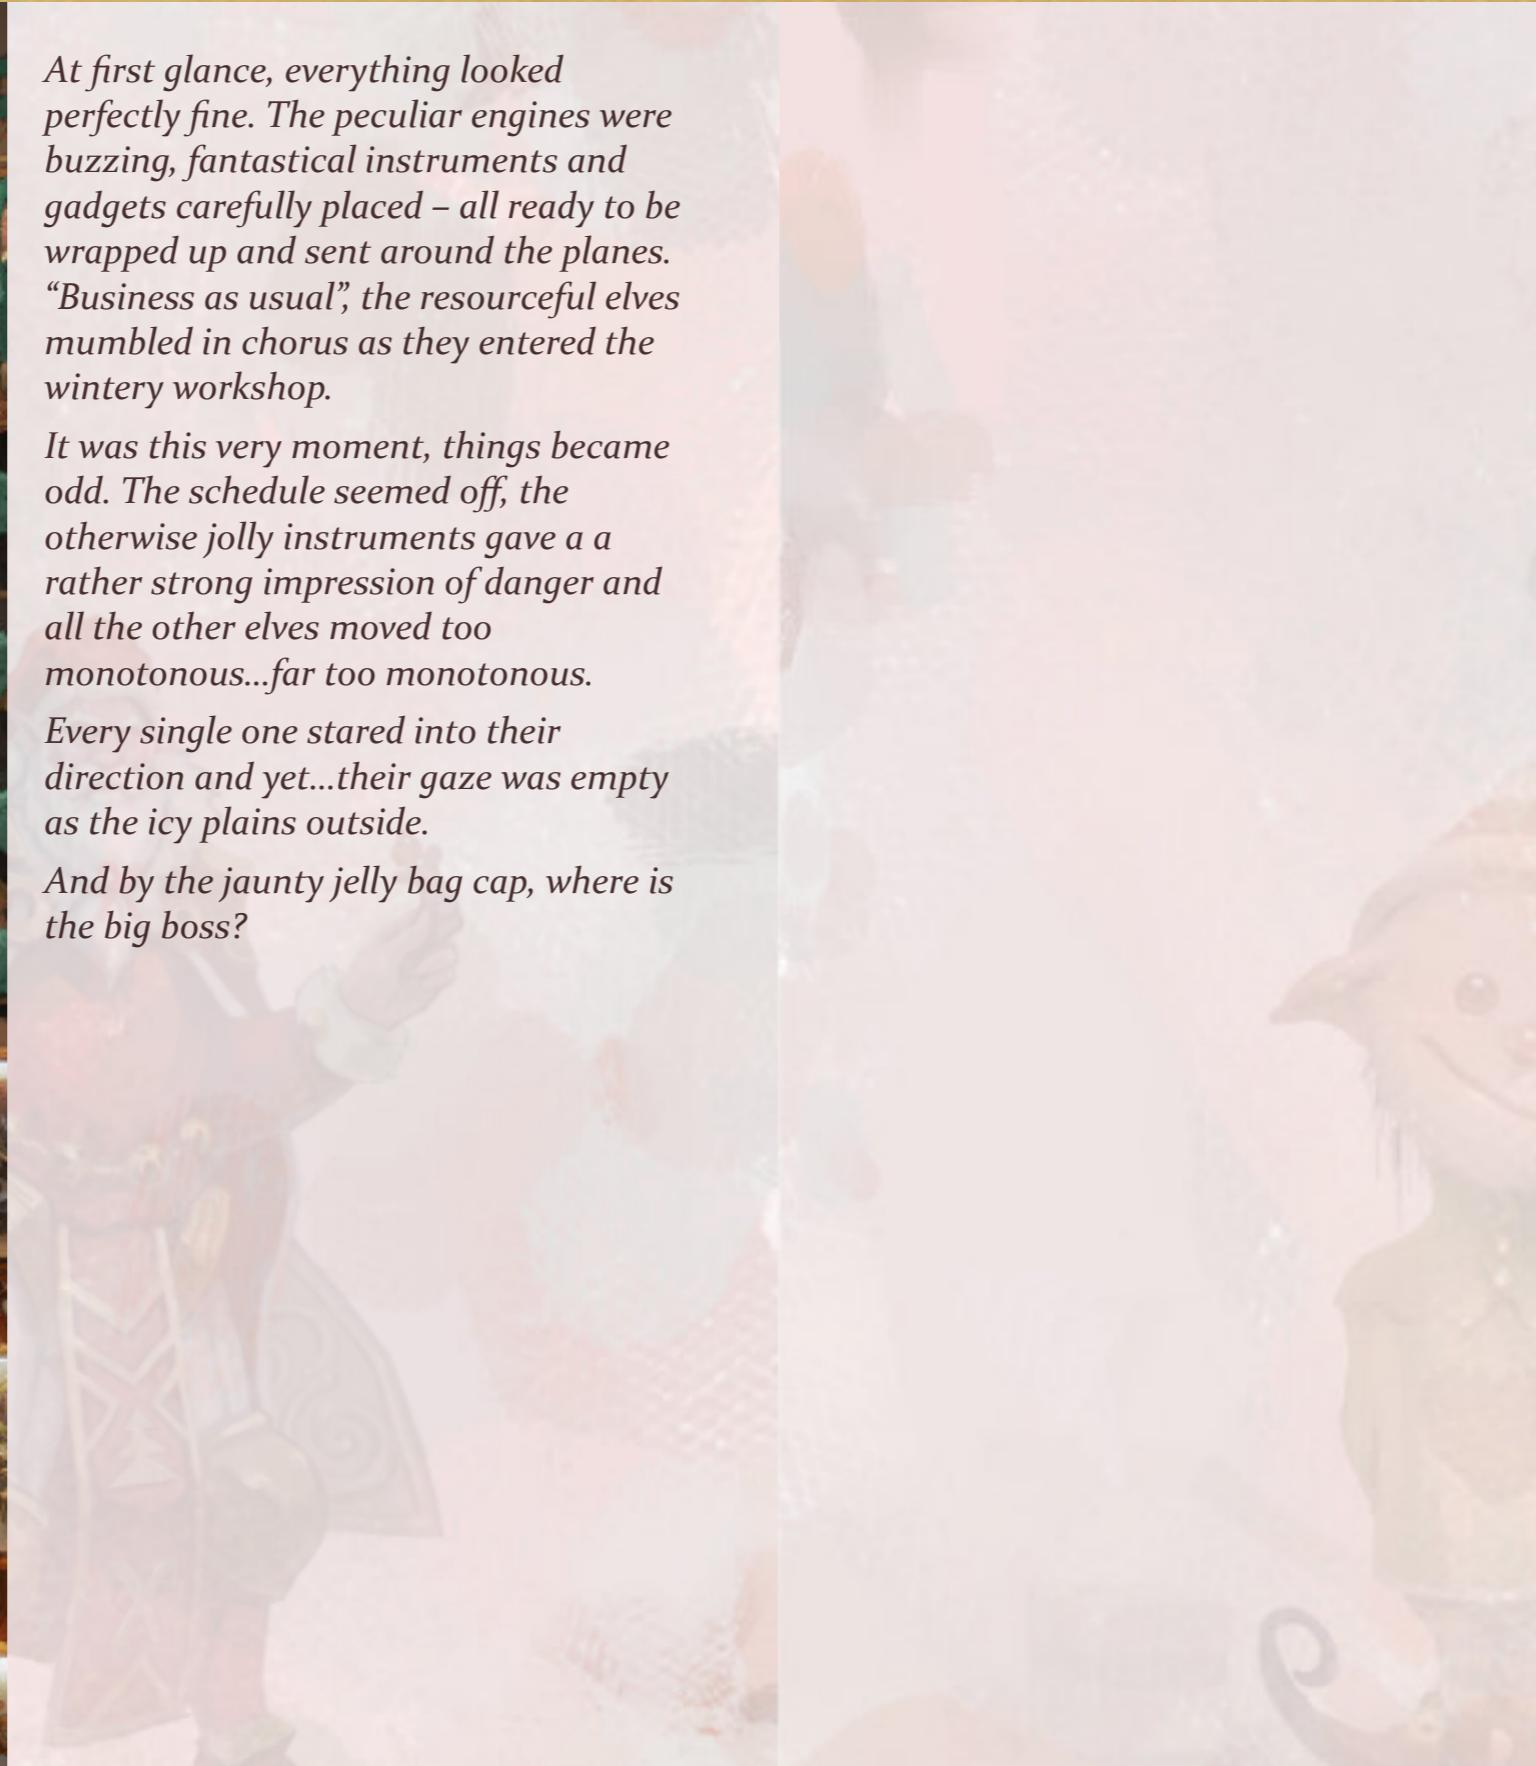 At first glance, everything looked
perfectly fine. The peculiar engines were
buzzing, fantastical instruments and
gadgets carefully placed – all ready to be
wrapped up and sent around the planes.
“Business as usual”, the resourceful elves
mumbled in chorus as they entered the
wintery workshop.
It was this very moment, things became
odd. The schedule seemed off, the
otherwise jolly instruments gave a a
rather strong impression of danger and
all the other elves moved too
monotonous...far too monotonous.
Every single one stared into their
direction and yet...their gaze was empty
as the icy plains outside.
And by the jaunty jelly bag cap, where is
the big boss?